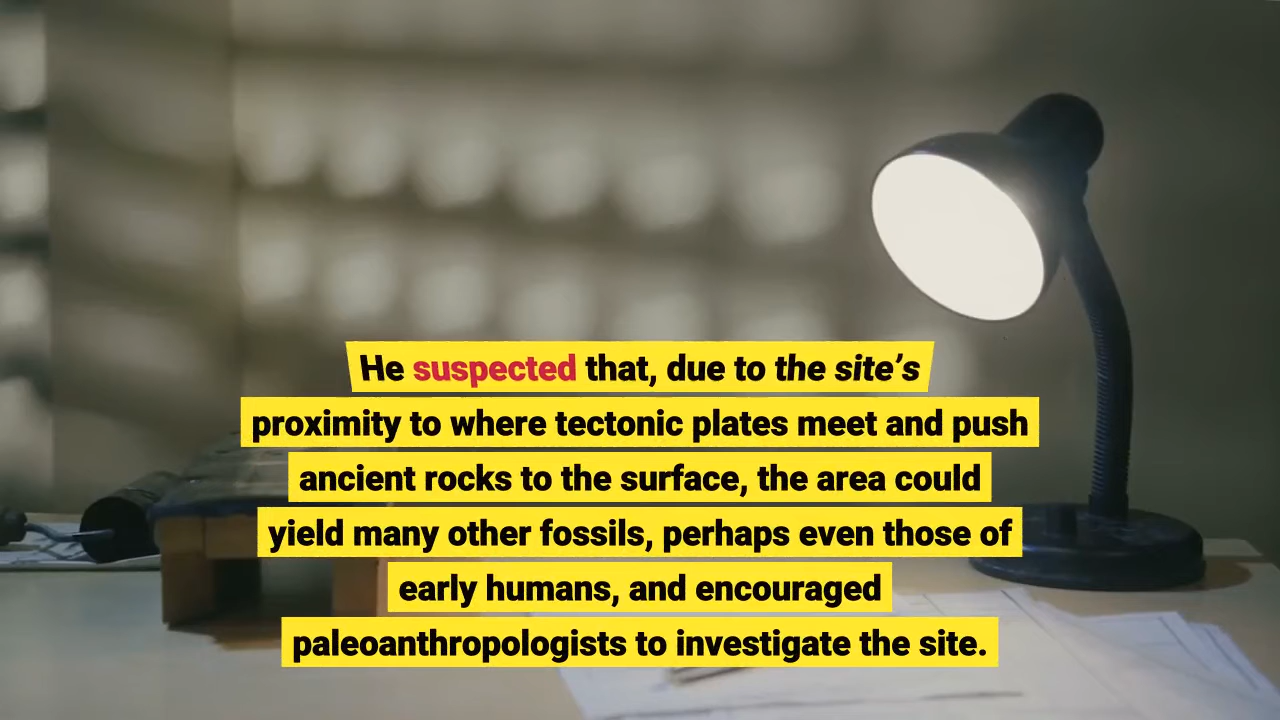 He suspected that, due to the site’s
proximity to where tectonic plates meet and push
ancient rocks to the surface, the area could
yield many other fossils, perhaps even those of
early humans, and encouraged
paleoanthropologists to investigate the site.